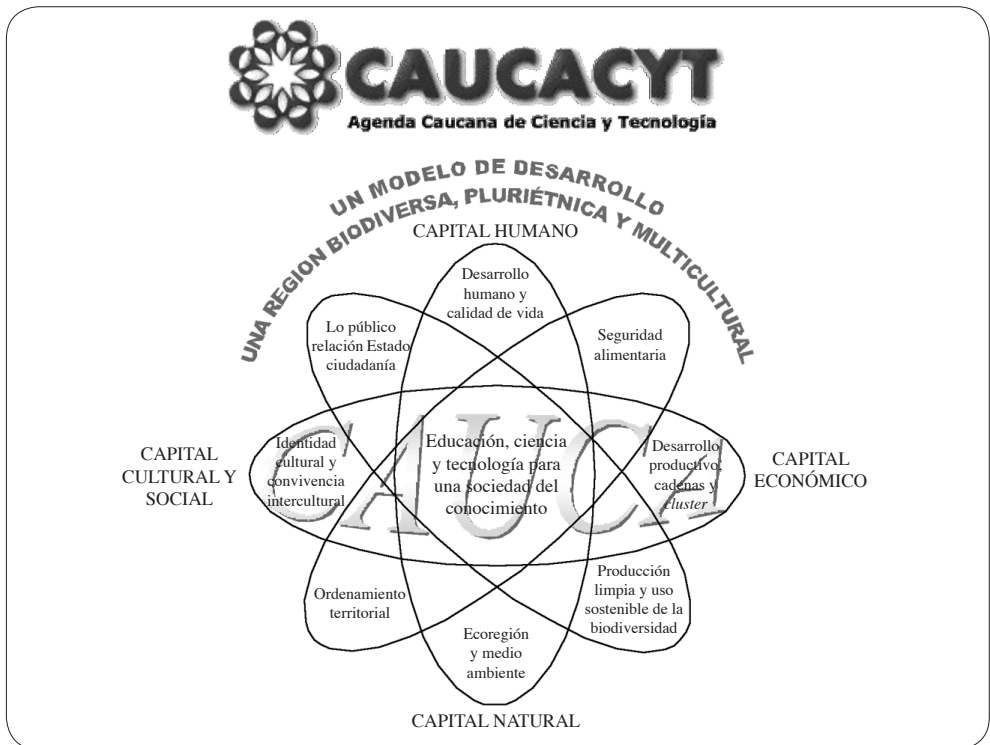 CAUCACYT
Agenda Caucana de Ciencia y Tecnología
UN MODELO DE DESARROLLO
UNA REGION BIODIVERSA, PLURIÉTNICA Y MULTICULTURAL
CAPITAL HUMANO
Desarrollo
humano y
calidad de vida
Lo público
relación Estado
ciudadanía
Seguridad
alimentaria
CAPITAL
CULTURAL Y
SOCIAL
Identidad
cultural y
convivencia
intercultural
CAUCA
Educación, ciencia
y tecnología para
una sociedad del
conocimiento
Desarrollo
productivo,
cadenas y
cluster
CAPITAL
ECONÓMICO
Ordenamiento
territorial
Producción
limpia y uso
sostenible de la
biodiversidad
Ecoregión
y medio
ambiente
CAPITAL NATURAL